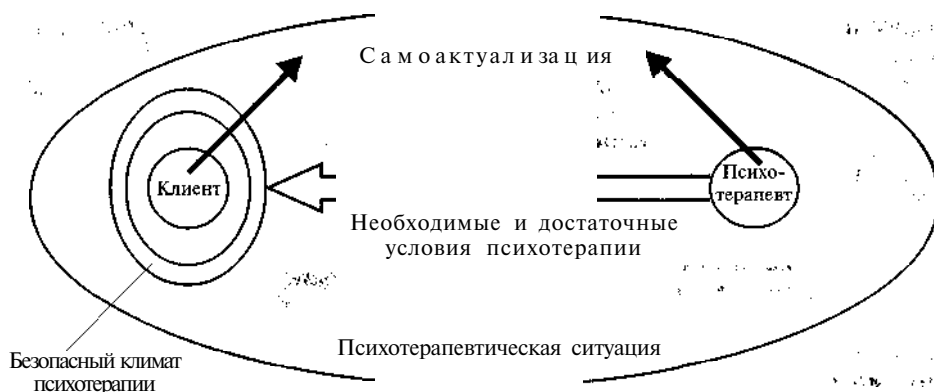 Самоактуализация
Клиент
Психо-
терапевт
Необходимые и достаточные
условия психотерапии
Психотерапевтическая ситуация
Безопасный климат
психотерапии